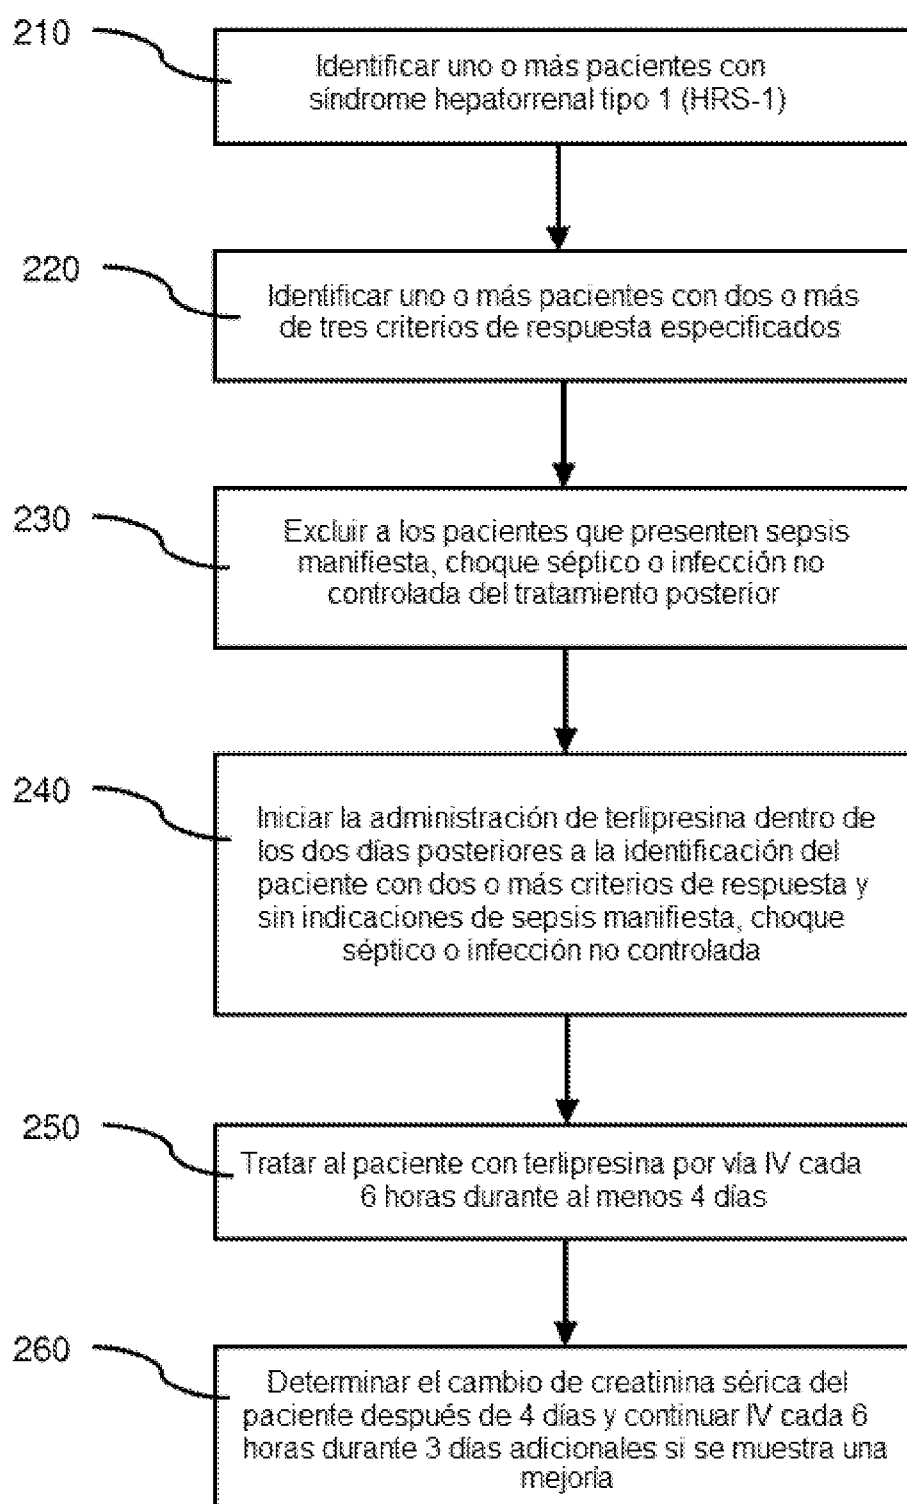 210
Identificar uno o más pacientes con
síndrome hepatorrenal tipo 1 (HRS-1)
220
Identificar uno o más pacientes con dos o más
de tres criterios de respuesta especificados
230
Excluir a los pacientes que presenten sepsis
manifiesta, choque séptico o infección no
controlada del tratamiento posterior
240
Iniciar la administración de terlipresina dentro de
los dos días posteriores a la identificación del
paciente con dos o más criterios de respuesta y
sin indicaciones de sepsis manifiesta, choque
séptico o infección no controlada
250
Tratar al paciente con terlipresina por vía IV cada
6 horas durante al menos 4 días
260
Determinar el cambio de creatinina sérica del
paciente después de 4 días y continuar IV cada 6
horas durante 3 días adicionales si se muestra una
mejoría